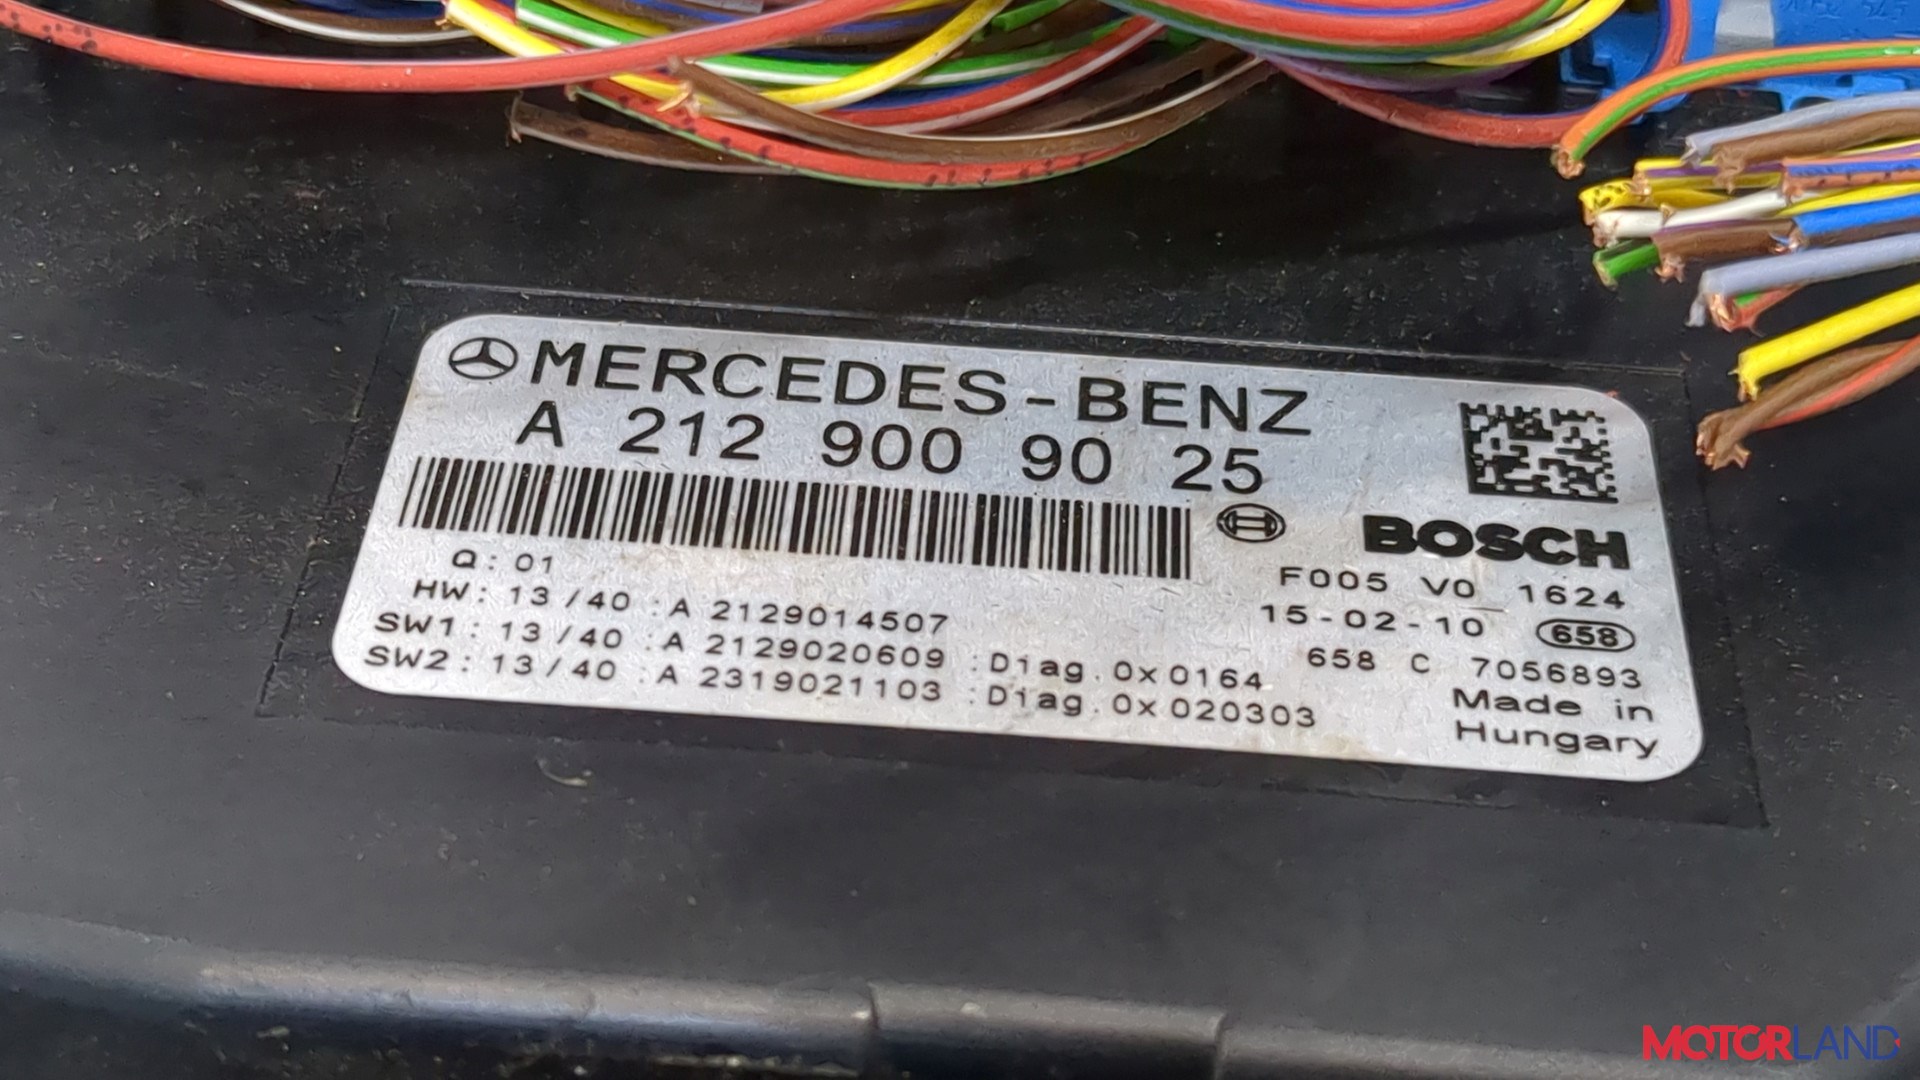 MERCEDES-BENZ
A 212 900 90 25
BOSCH
Q: 01
F005 V0 1624
HW: 13/40 :A 2129014507
15-02-10 658
SW1: 13/40 :A 2129020609 :Diag.0x0164
658 C 7056893
SW2: 13/40 :A 2319021103 :Diag.0x020303
Made in
Hungary
MOTORLAND